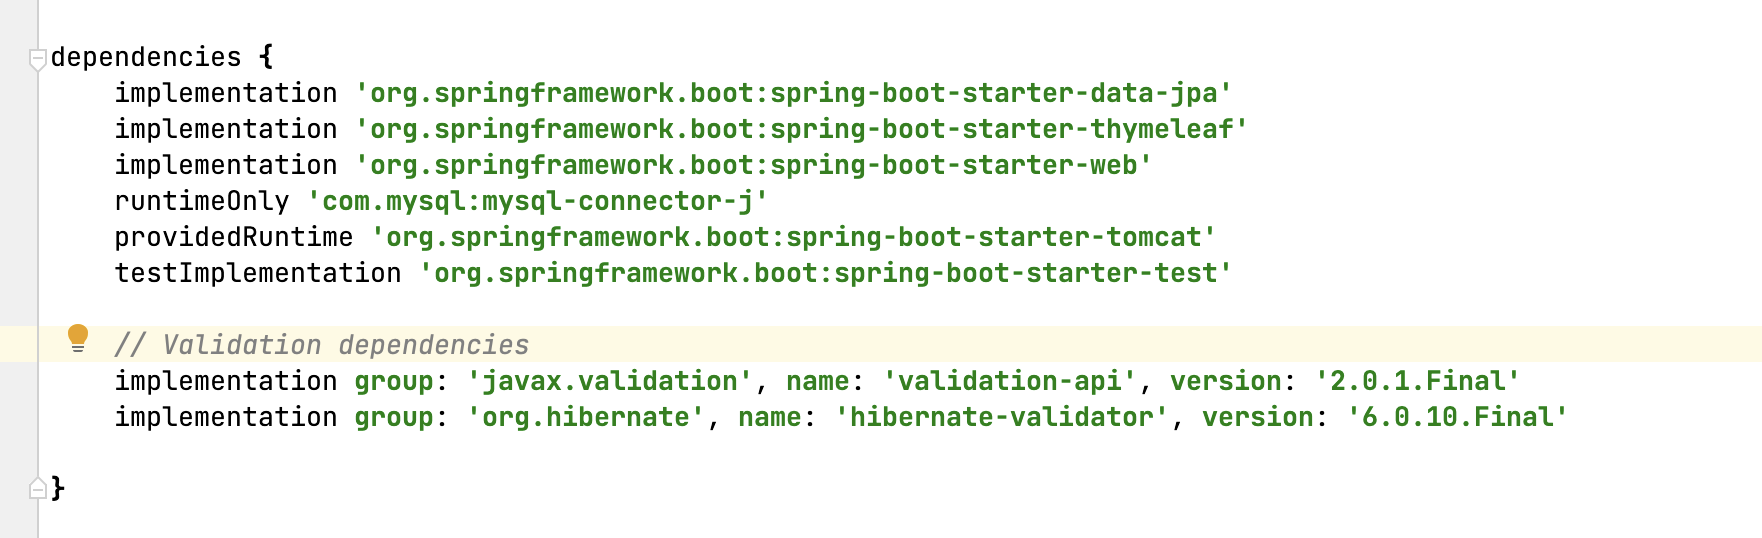 dependencies {
    implementation 'org.springframework.boot:spring-boot-starter-data-jpa'
    implementation 'org.springframework.boot:spring-boot-starter-thymeleaf'
    implementation 'org.springframework.boot:spring-boot-starter-web'
    runtimeOnly 'com.mysql:mysql-connector-j'
    providedRuntime 'org.springframework.boot:spring-boot-starter-tomcat'
    testImplementation 'org.springframework.boot:spring-boot-starter-test'
    // Validation dependencies
    implementation group: 'javax.validation', name: 'validation-api', version: '2.0.1.Final'
    implementation group: 'org.hibernate', name: 'hibernate-validator', version: '6.0.10.Final'
}